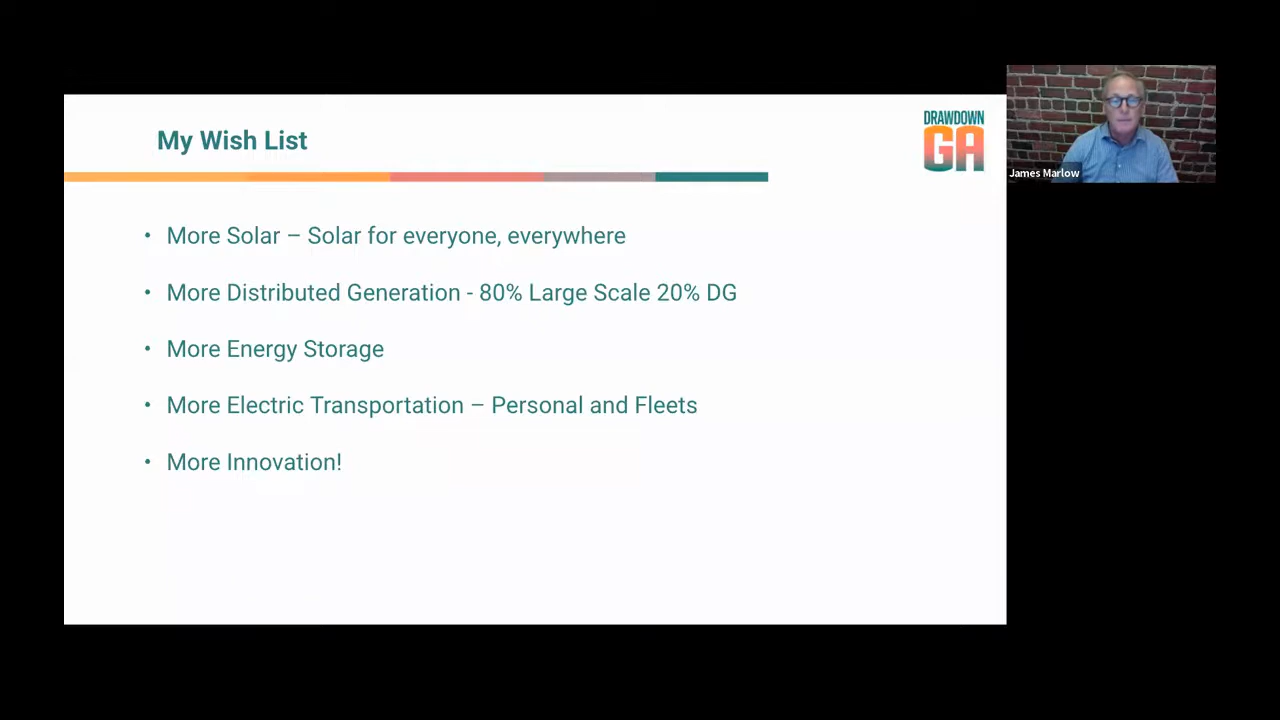 My Wish List
DRAWDOWN
GA
• More Solar – Solar for everyone, everywhere
• More Distributed Generation - 80% Large Scale 20% DG
• More Energy Storage
• More Electric Transportation – Personal and Fleets
• More Innovation!
James Marlow